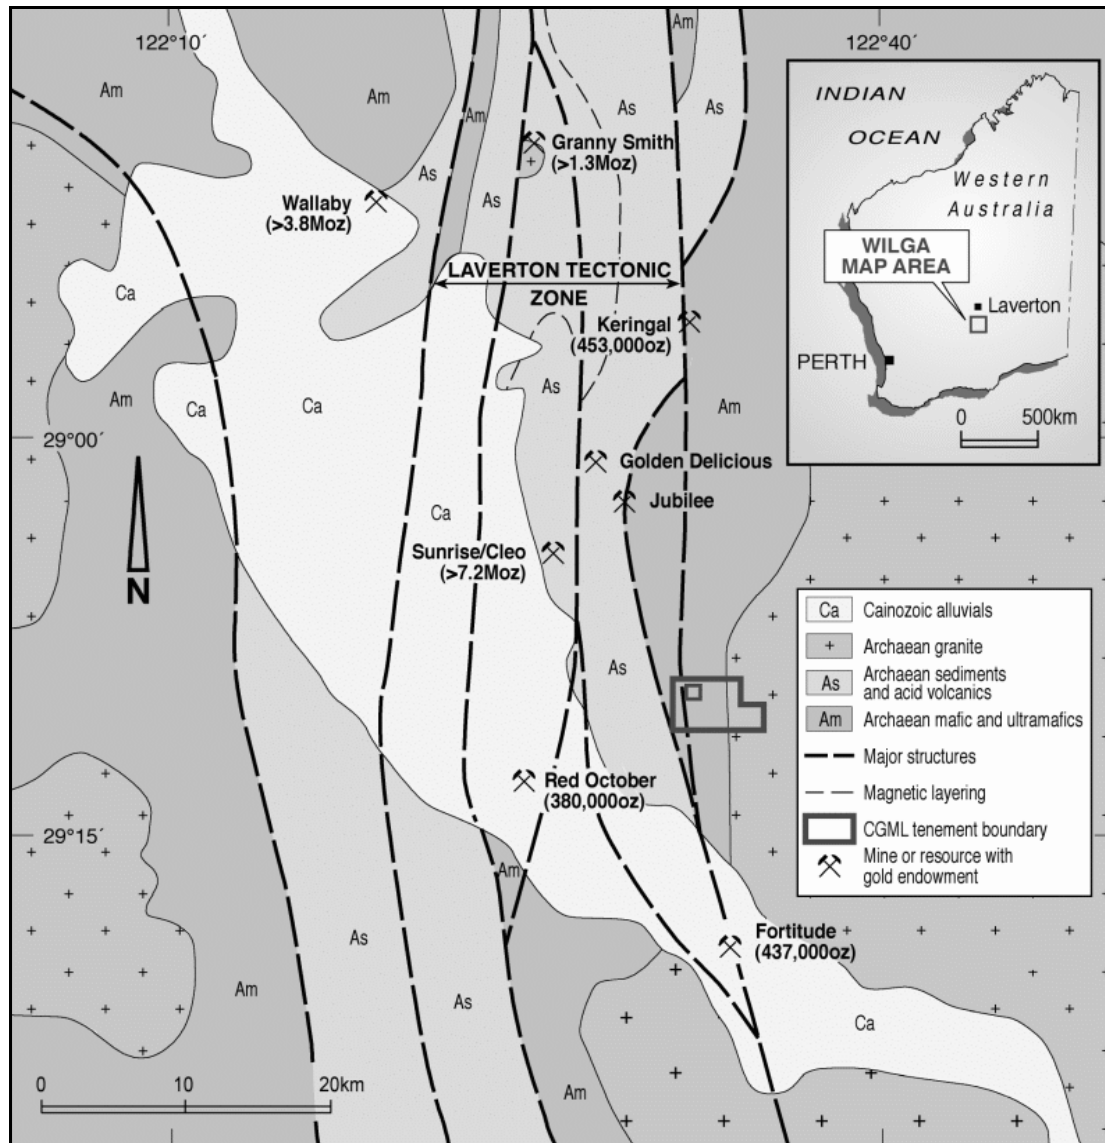 122°10´
122°40´
Am
Am
Am
Am
As
As
INDIAN
OCEAN
Western
Australia
WILGA
MAP AREA
Laverton
PERTH
0
500km
Granny Smith
(>1.3Moz)
+
As
As
Wallaby
(>3.8Moz)
LAVERTON TECTONIC
ZONE
Ca
Keringal
(453,000oz)
As
Am
Ca
Ca
Am
29°00´
Golden Delicious
Jubilee
Ca
Sunrise/Cleo
(>7.2Moz)
N
As
Ca
Cainozoic alluvials
+
Archaean granite
As
Archaean sediments
and acid volcanics
Am
Archaean mafic and ultramafics
Major structures
Magnetic layering
CGML tenement boundary
Mine or resource with
gold endowment
Red October
(380,000oz)
29°15´
Am
As
Fortitude
(437,000oz)
Am
As
Ca
Am
0
10
20km